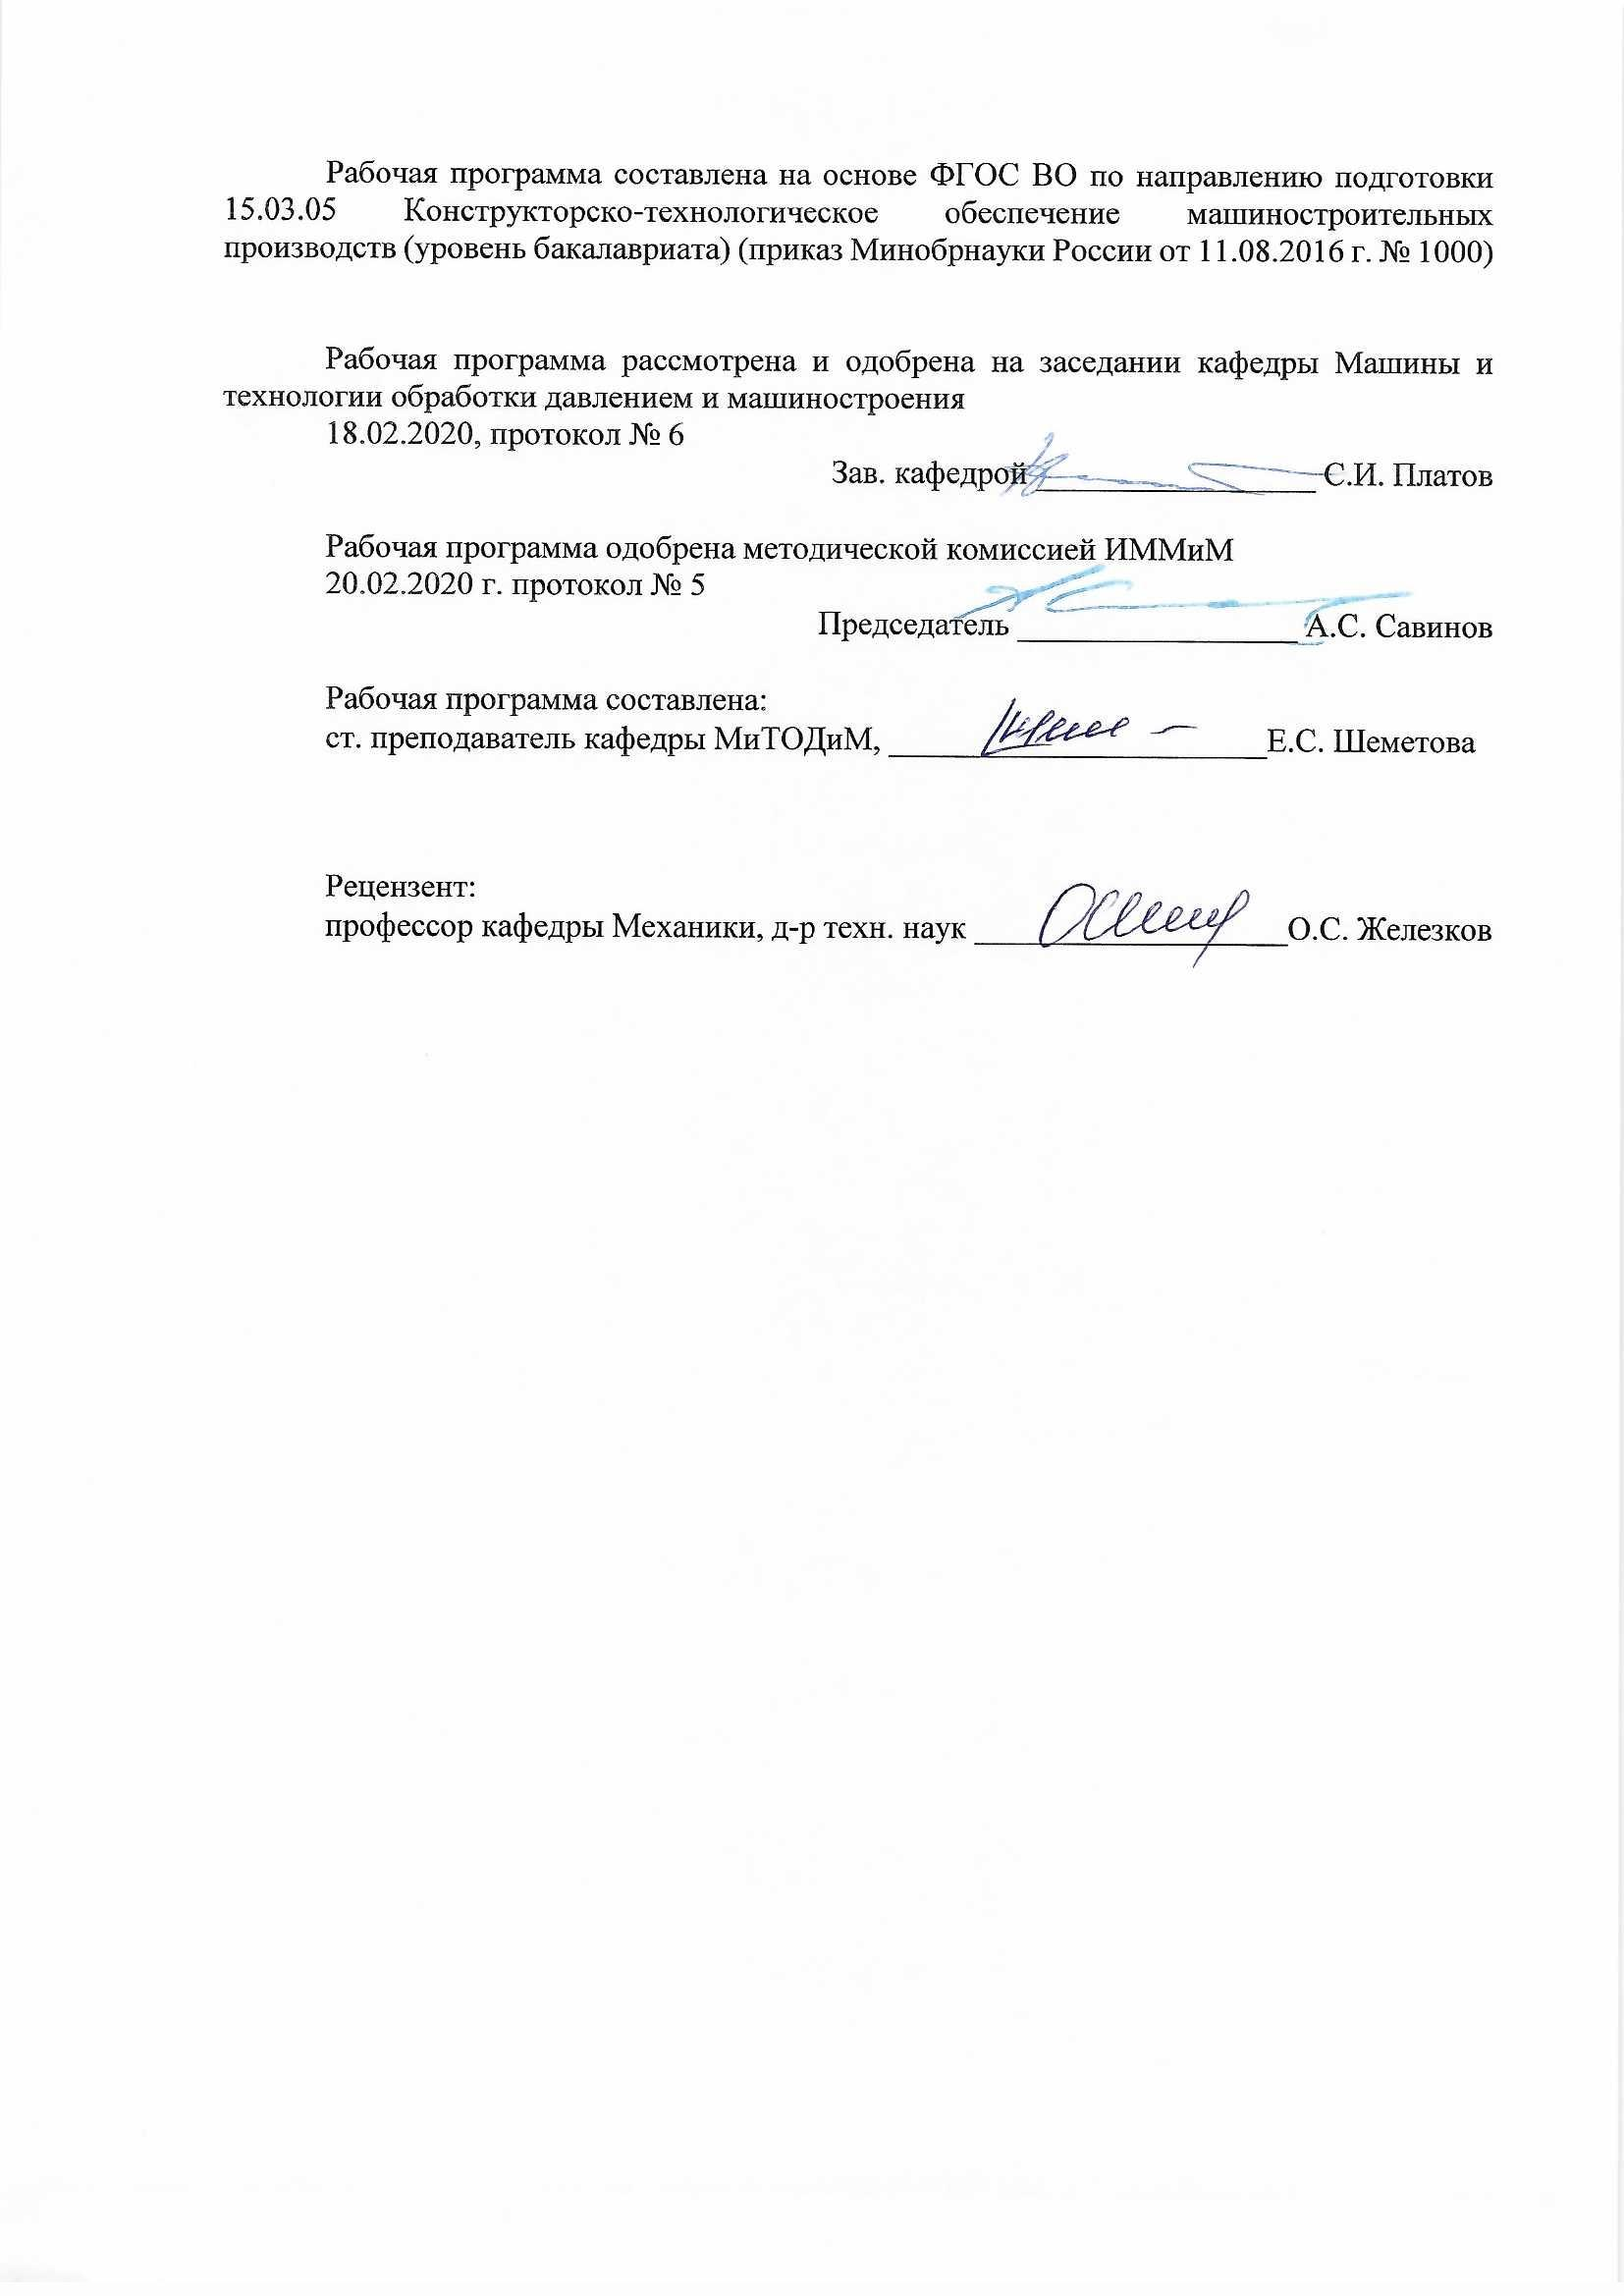 Рабочая программа составлена на основе ФГОС ВО по направлению подготовки
15.03.05 Конструкторско-технологическое обеспечение машиностроительных
производств (уровень бакалавриата) (приказ Минобрнауки России от 11.08.2016 г. № 1000)
Рабочая программа рассмотрена и одобрена на заседании кафедры Машины и
технологии обработки давлением и машиностроения
18.02.2020, протокол № 6
Зав. кафедрой _________________ С.И. Платов
Рабочая программа одобрена методической комиссией ИММиМ
20.02.2020 г. протокол № 5
Председатель _________________ А.С. Савинов
Рабочая программа составлена:
ст. преподаватель кафедры МиТОДиМ, _______________________Е.С. Шеметова
Рецензент:
профессор кафедры Механики, д-р техн. наук ___________________О.С. Железков